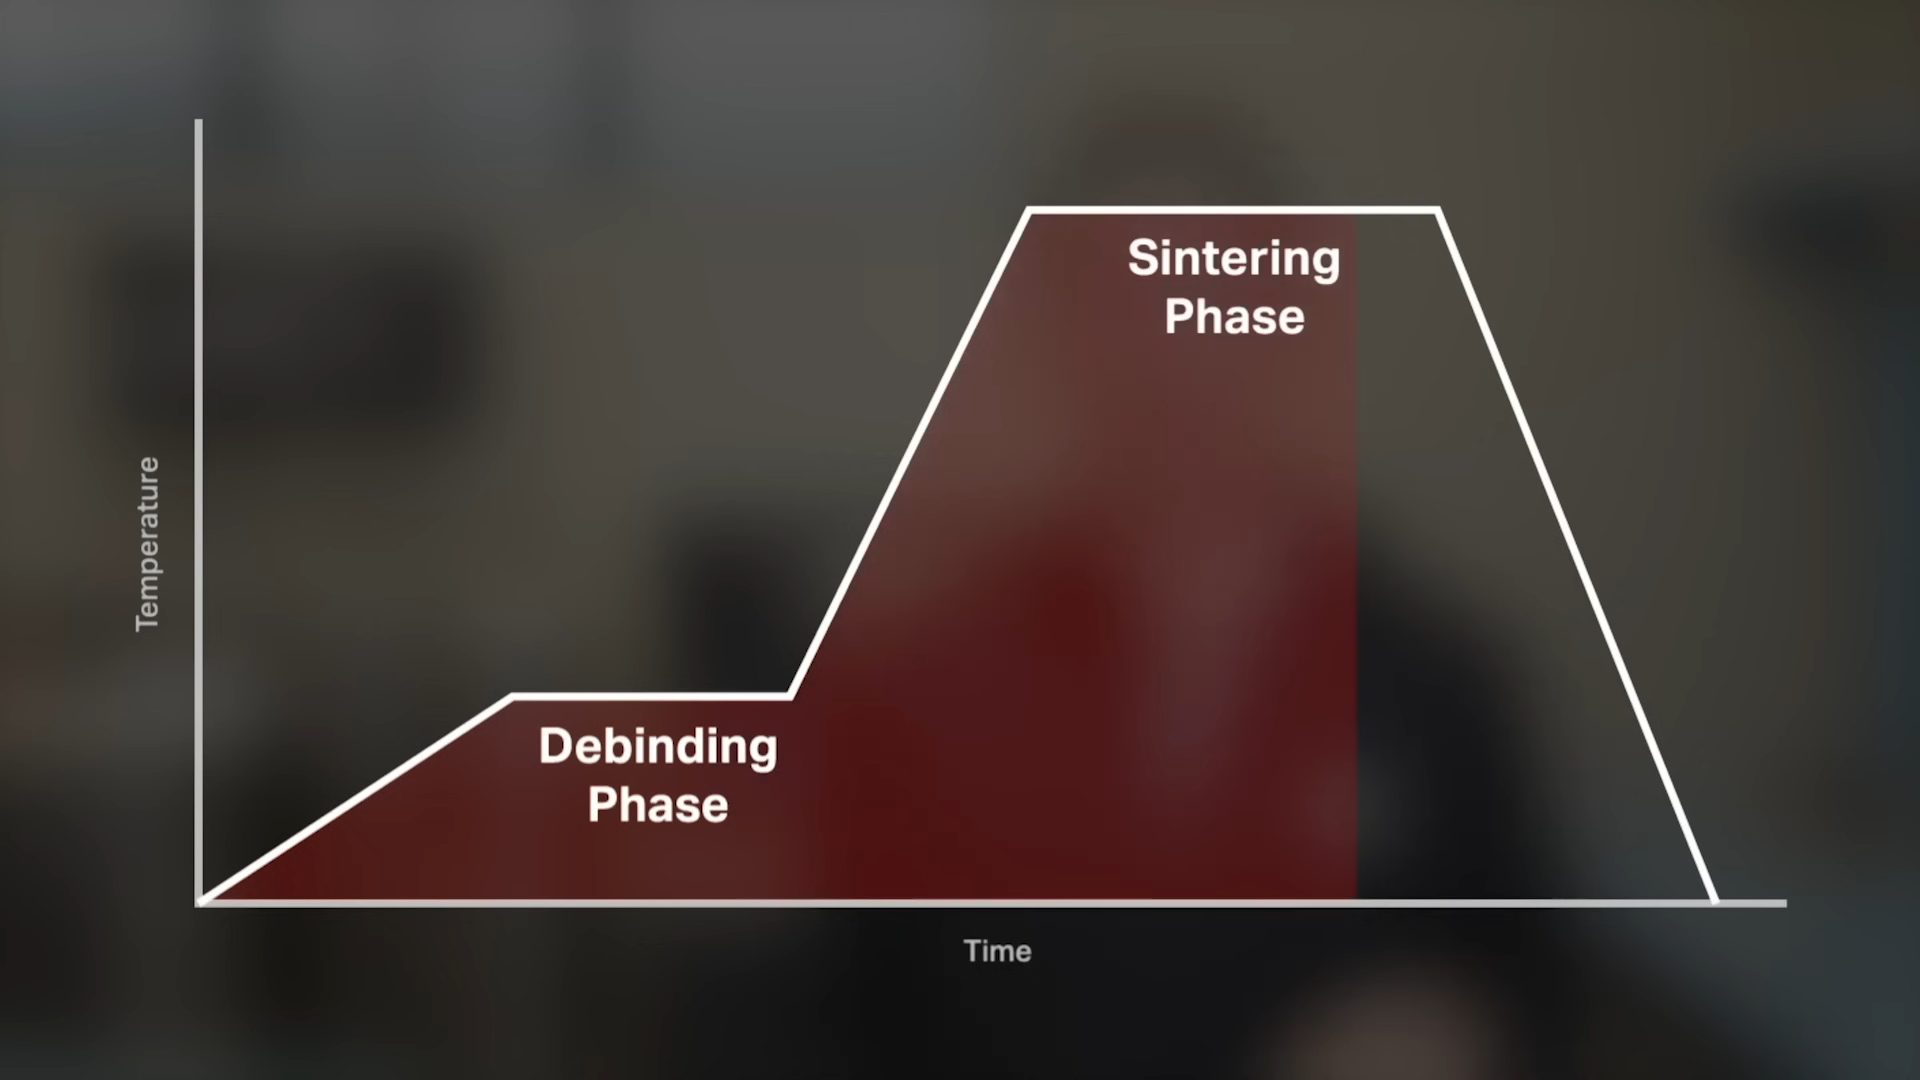 Sintering
Phase
Temperature
Debinding
Phase
Time